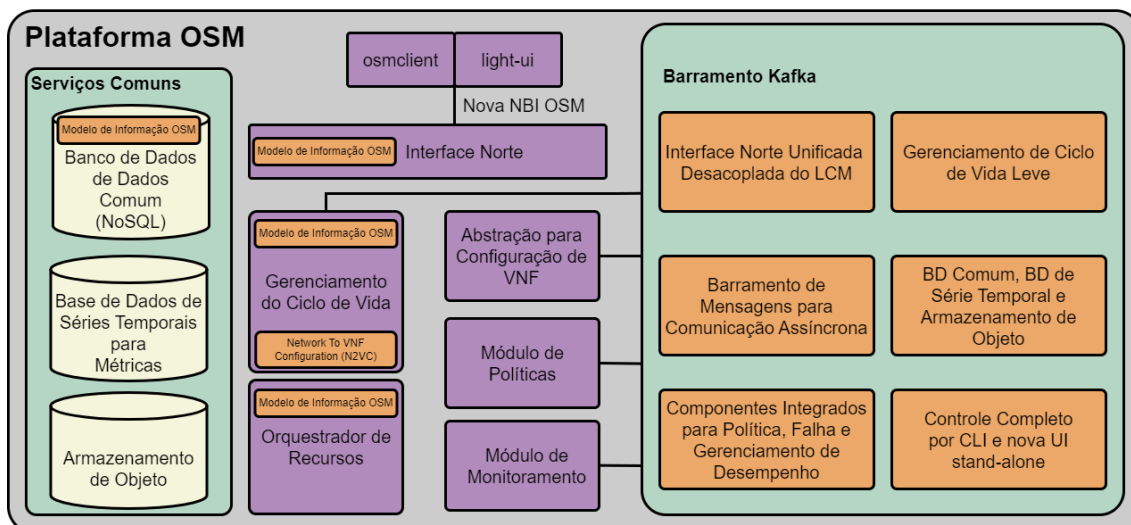 Plataforma OSM
Serviços Comuns
Modelo de Informação OSM
Banco de Dados
de Dados
Comum
(NoSQL)
Base de Dados de
Séries Temporais
para
Métricas
Armazenamento
de Objeto
osmclient
light-ui
Nova NBI OSM
Modelo de Informação OSM
Interface Norte
Modelo de Informação OSM
Gerenciamento
do Ciclo de Vida
Network To VNF
Configuration (N2VC)
Modelo de Informação OSM
Orquestrador de
Recursos
Abstração para
Configuração de
VNF
Módulo de
Políticas
Módulo de
Monitoramento
Barramento Kafka
Interface Norte Unificada
Desacoplada do LCM
Gerenciamento de Ciclo
de Vida Leve
Barramento de
Mensagens para
Comunicação Assíncrona
BD Comum, BD de
Série Temporal e
Armazenamento de
Objeto
Componentes Integrados
para Política, Falha e
Gerenciamento de
Desempenho
Controle Completo
por CLI e nova UI
stand-alone